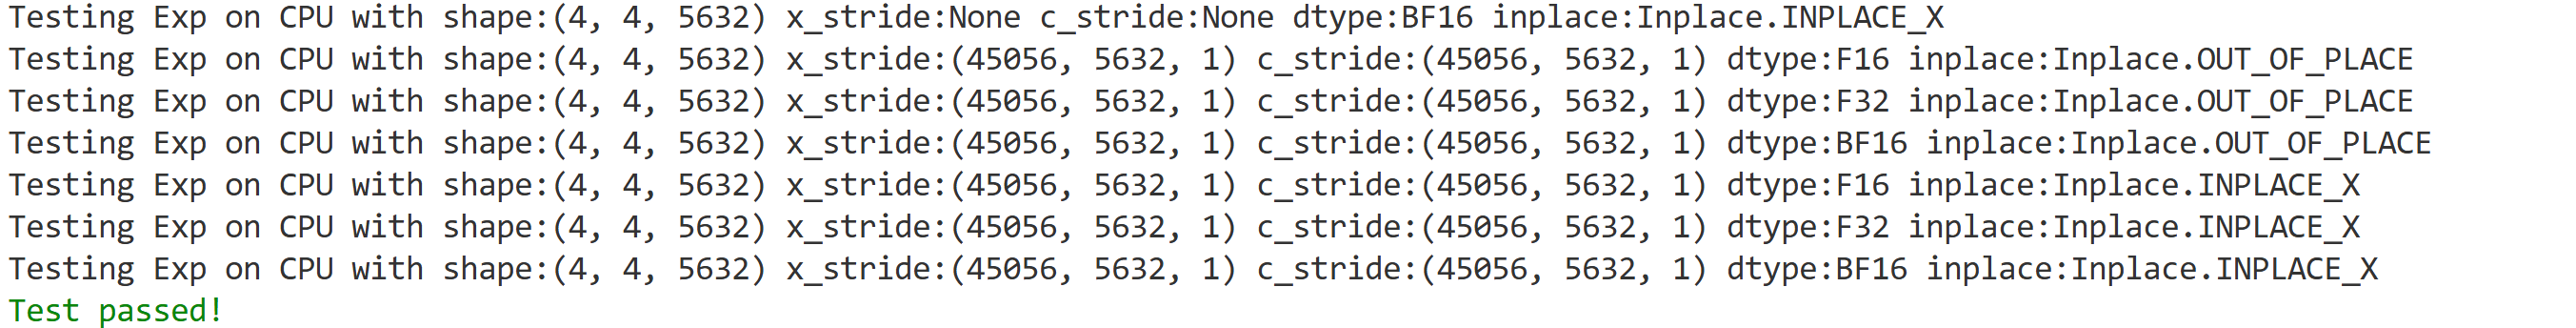 Testing Exp on CPU with shape:(4, 4, 5632) x_stride:None c_stride:None dtype:BF16 inplace:Inplace.INPLACE_X
Testing Exp on CPU with shape:(4, 4, 5632) x_stride:(45056, 5632, 1) c_stride:(45056, 5632, 1) dtype:F16 inplace:Inplace.OUT_OF_PLACE
Testing Exp on CPU with shape:(4, 4, 5632) x_stride:(45056, 5632, 1) c_stride:(45056, 5632, 1) dtype:F32 inplace:Inplace.OUT_OF_PLACE
Testing Exp on CPU with shape:(4, 4, 5632) x_stride:(45056, 5632, 1) c_stride:(45056, 5632, 1) dtype:BF16 inplace:Inplace.OUT_OF_PLACE
Testing Exp on CPU with shape:(4, 4, 5632) x_stride:(45056, 5632, 1) c_stride:(45056, 5632, 1) dtype:F16 inplace:Inplace.INPLACE_X
Testing Exp on CPU with shape:(4, 4, 5632) x_stride:(45056, 5632, 1) c_stride:(45056, 5632, 1) dtype:F32 inplace:Inplace.INPLACE_X
Testing Exp on CPU with shape:(4, 4, 5632) x_stride:(45056, 5632, 1) c_stride:(45056, 5632, 1) dtype:BF16 inplace:Inplace.INPLACE_X
Test passed!